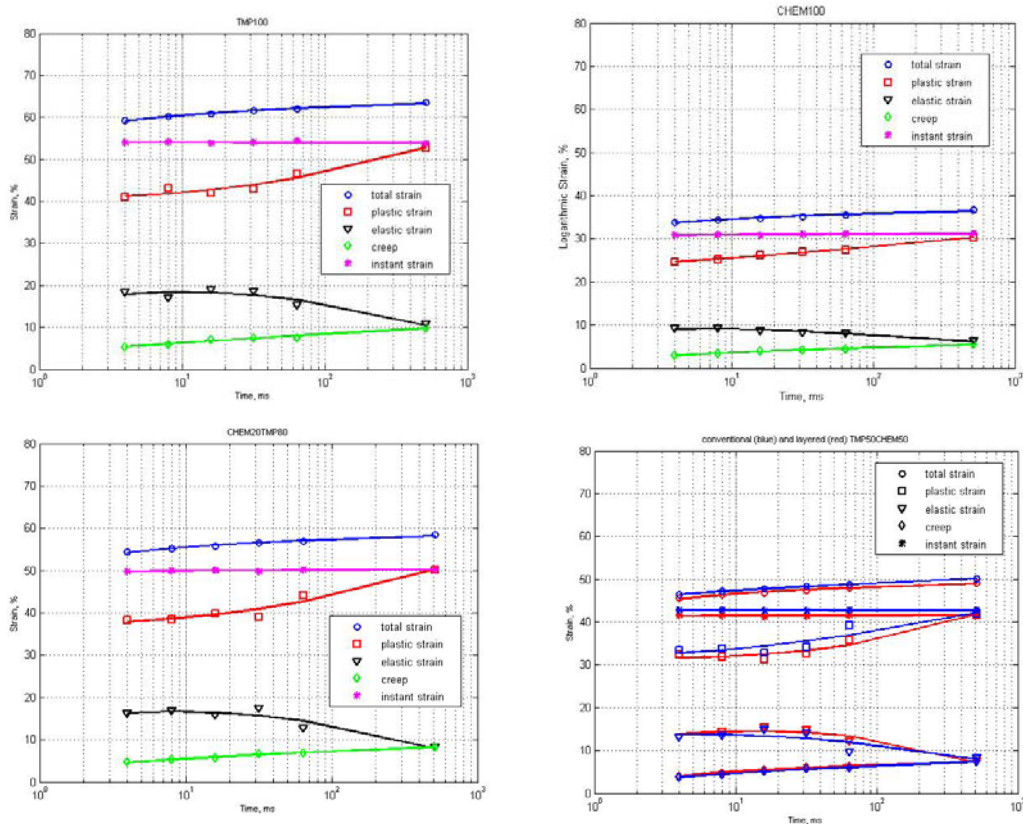 TMP100
80
70
60
50
40
30
20
10
0
Strain, %
total strain
plastic strain
elastic strain
creep
instant strain
10^0
10^1
10^2
10^3
Time, ms
CHEM100
80
70
60
50
40
30
20
10
0
Logarithmic Strain, %
total strain
plastic strain
elastic strain
creep
instant strain
10^0
10^1
10^2
10^3
Time, ms
CHEM20TMP80
80
70
60
50
40
30
20
10
0
Strain, %
total strain
plastic strain
elastic strain
creep
instant strain
10^0
10^1
10^2
10^3
Time, ms
conventional (blue) and layered (red) TMP50CHEM50
80
70
60
50
40
30
20
10
0
Strain, %
total strain
plastic strain
elastic strain
creep
instant strain
10^0
10^1
10^2
10^3
Time, ms